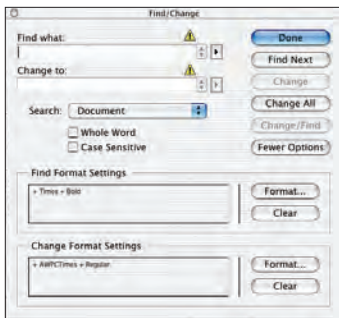 Find/Change
Find what:
Done
Find Next
Change to:
Change
Search: Document
Change All
Whole Word
Change/Find
Case Sensitive
Fewer Options
Find Format Settings
+ Times + Bold
Format...
Clear
Change Format Settings
+ AWPCTimes + Regular
Format...
Clear